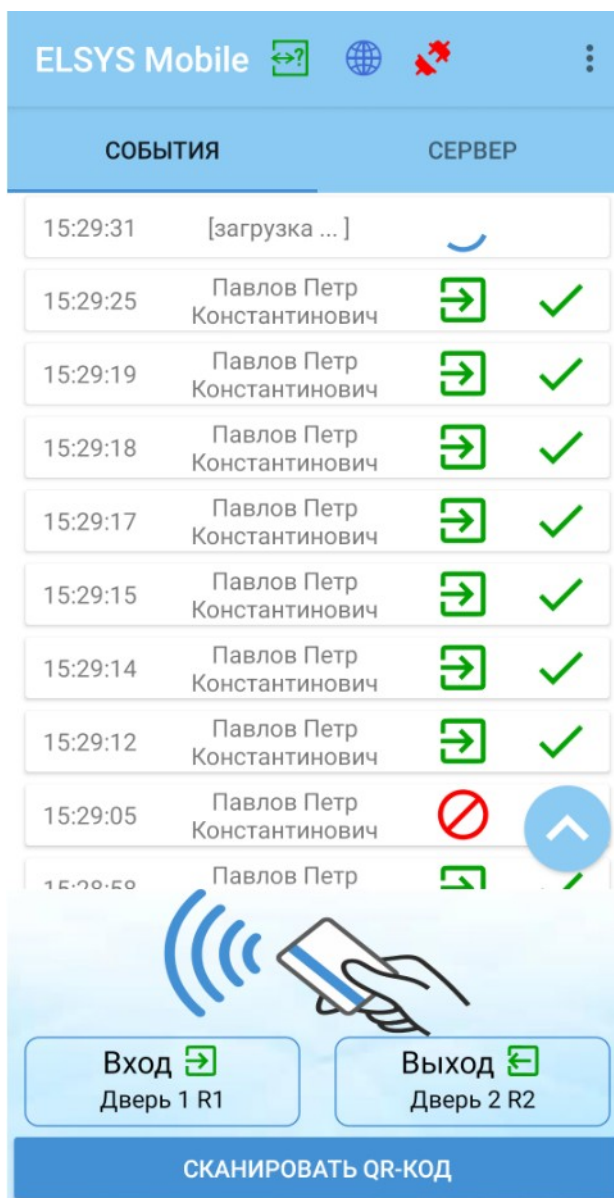 ELSYS Mobile
СОБЫТИЯ
СЕРВЕР
15:29:31
[загрузка ... ]
15:29:25
Павлов Петр
Константинович
15:29:19
Павлов Петр
Константинович
15:29:18
Павлов Петр
Константинович
15:29:17
Павлов Петр
Константинович
15:29:15
Павлов Петр
Константинович
15:29:14
Павлов Петр
Константинович
15:29:12
Павлов Петр
Константинович
15:29:05
Павлов Петр
Константинович
15:28:58
Павлов Петр
Вход
Дверь 1 R1
Выход
Дверь 2 R2
СКАНИРОВАТЬ QR-КОД